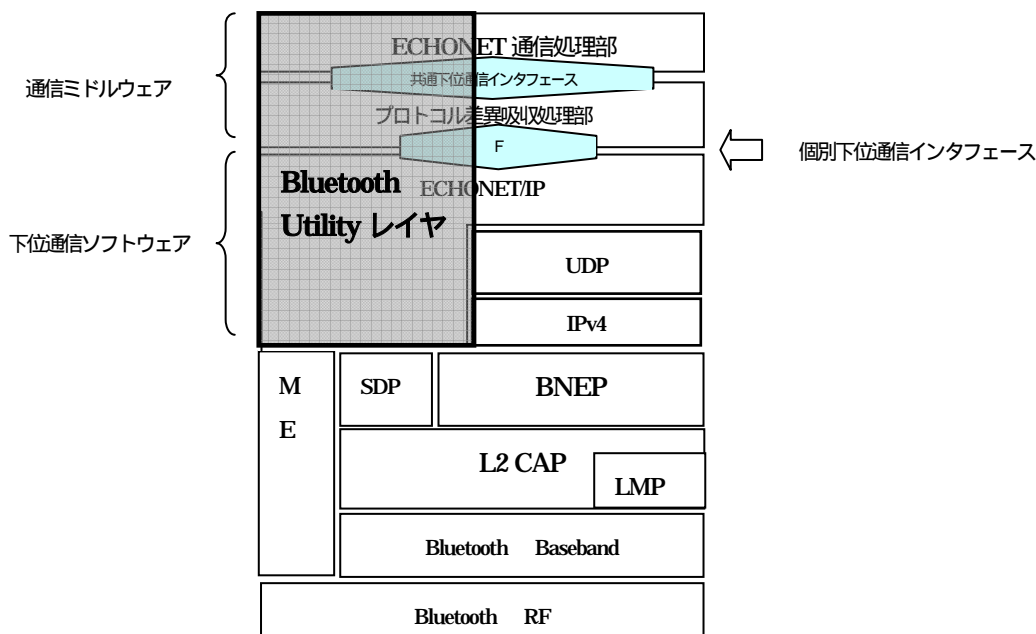 ECHONET 通信処理部
共通下位通信インタフェース
通信ミドルウェア
プロトコル差異吸収処理部
F
個別下位通信インタフェース
ECHONET/IP
Bluetooth
Utility レイヤ
下位通信ソフトウェア
UDP
IPv4
M
E
SDP
BNEP
L2 CAP
LMP
Bluetooth Baseband
Bluetooth RF